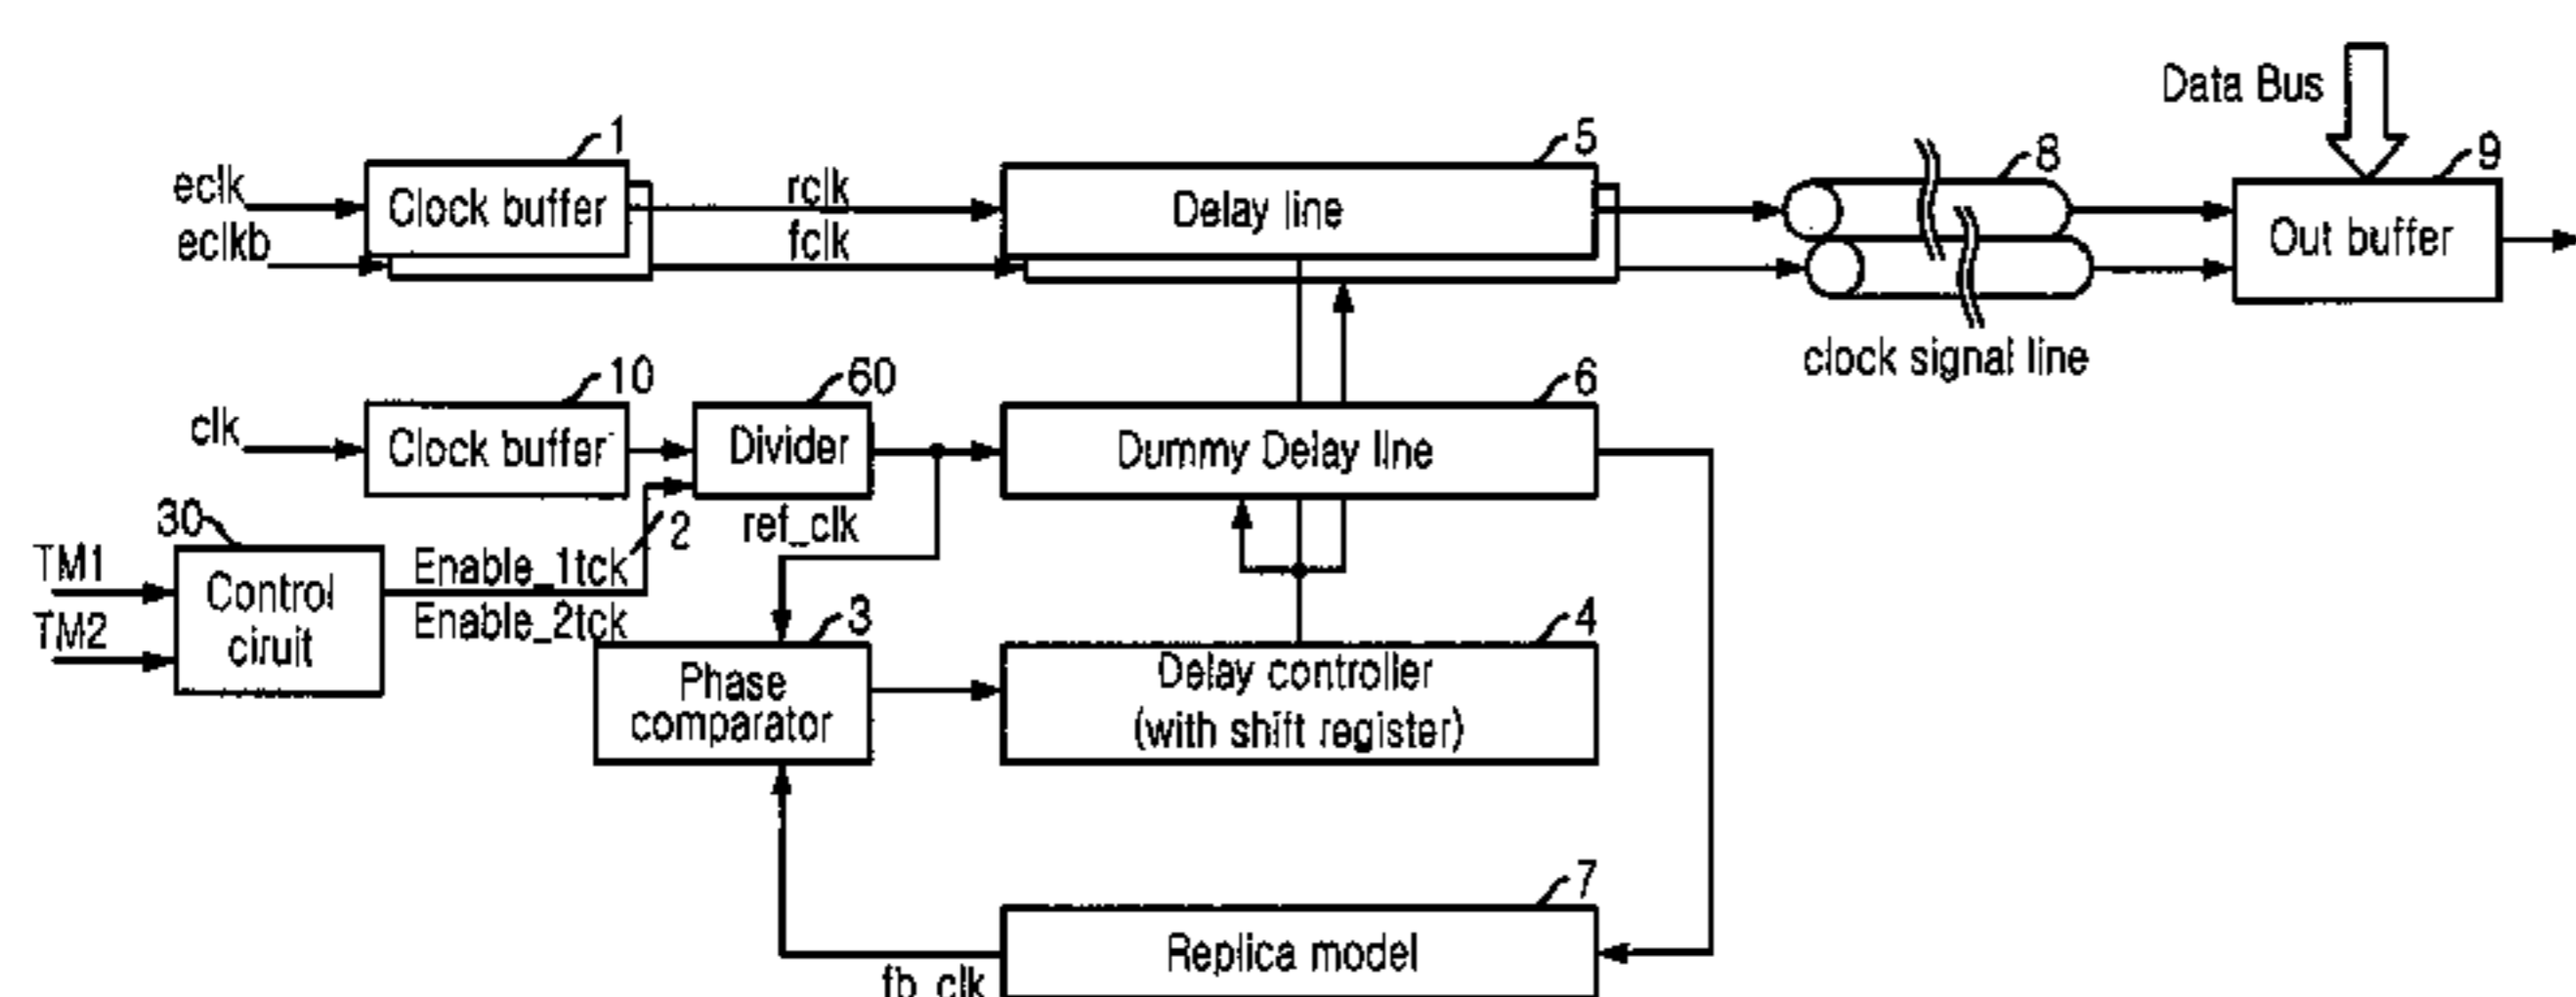 Data Bus
1
5
8
9
eclk
Clock buffer
rclk
Delay line
Out buffer
eclkb
fclk
clock signal line
10
60
6
clk
Clock buffer
Divider
Dummy Delay line
30
2
ref_clk
TM1
Enable_1tck
Control
ciruit
TM2
Enable_2tck
3
4
Phase
comparator
Delay controller
(with shift register)
7
Replica model
fb_clk